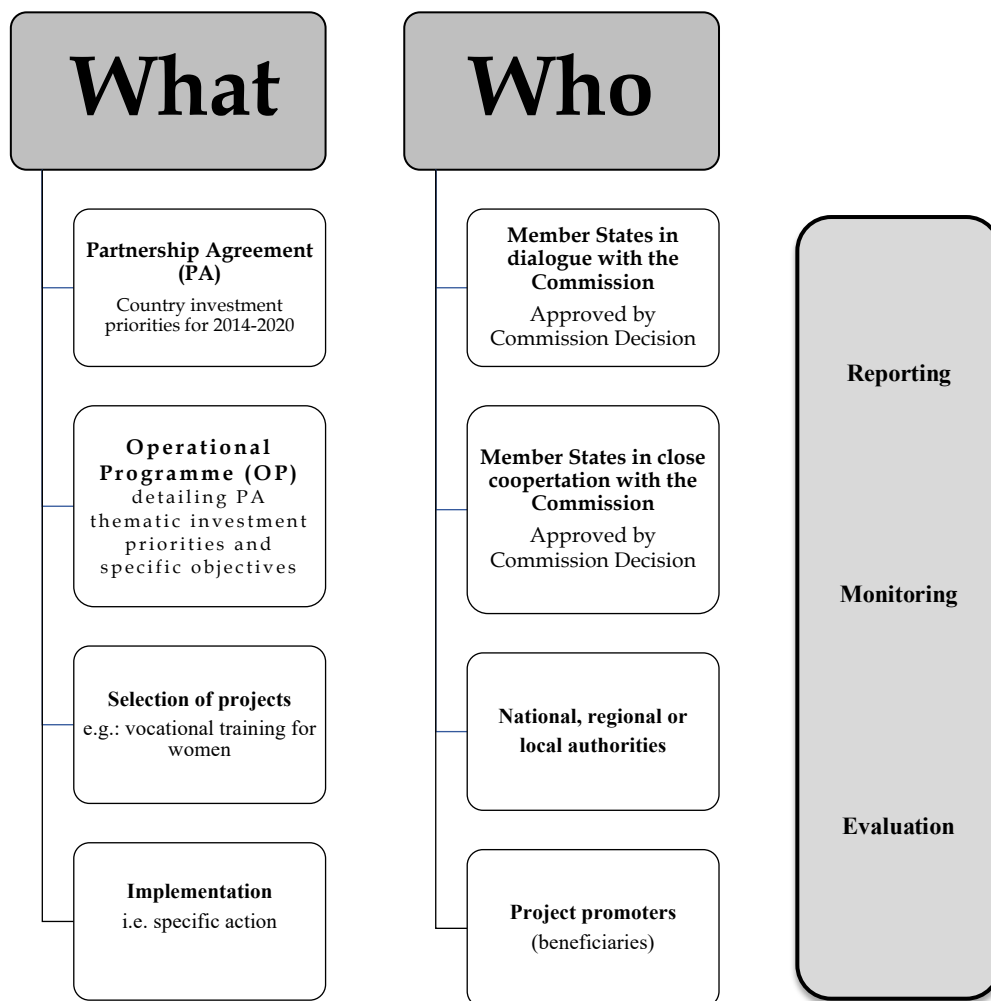 What
Partnership Agreement
(PA)
Country investment
priorities for 2014-2020
Operational
Programme (OP)
detailing PA
thematic investment
priorities and
specific objectives
Selection of projects
e.g.: vocational training for
women
Implementation
i.e. specific action
Who
Member States in
dialogue with the
Commission
Approved by
Commission Decision
Member States in close
coopertation with the
Commission
Approved by
Commission Decision
National, regional or
local authorities
Project promoters
(beneficiaries)
Reporting
Monitoring
Evaluation